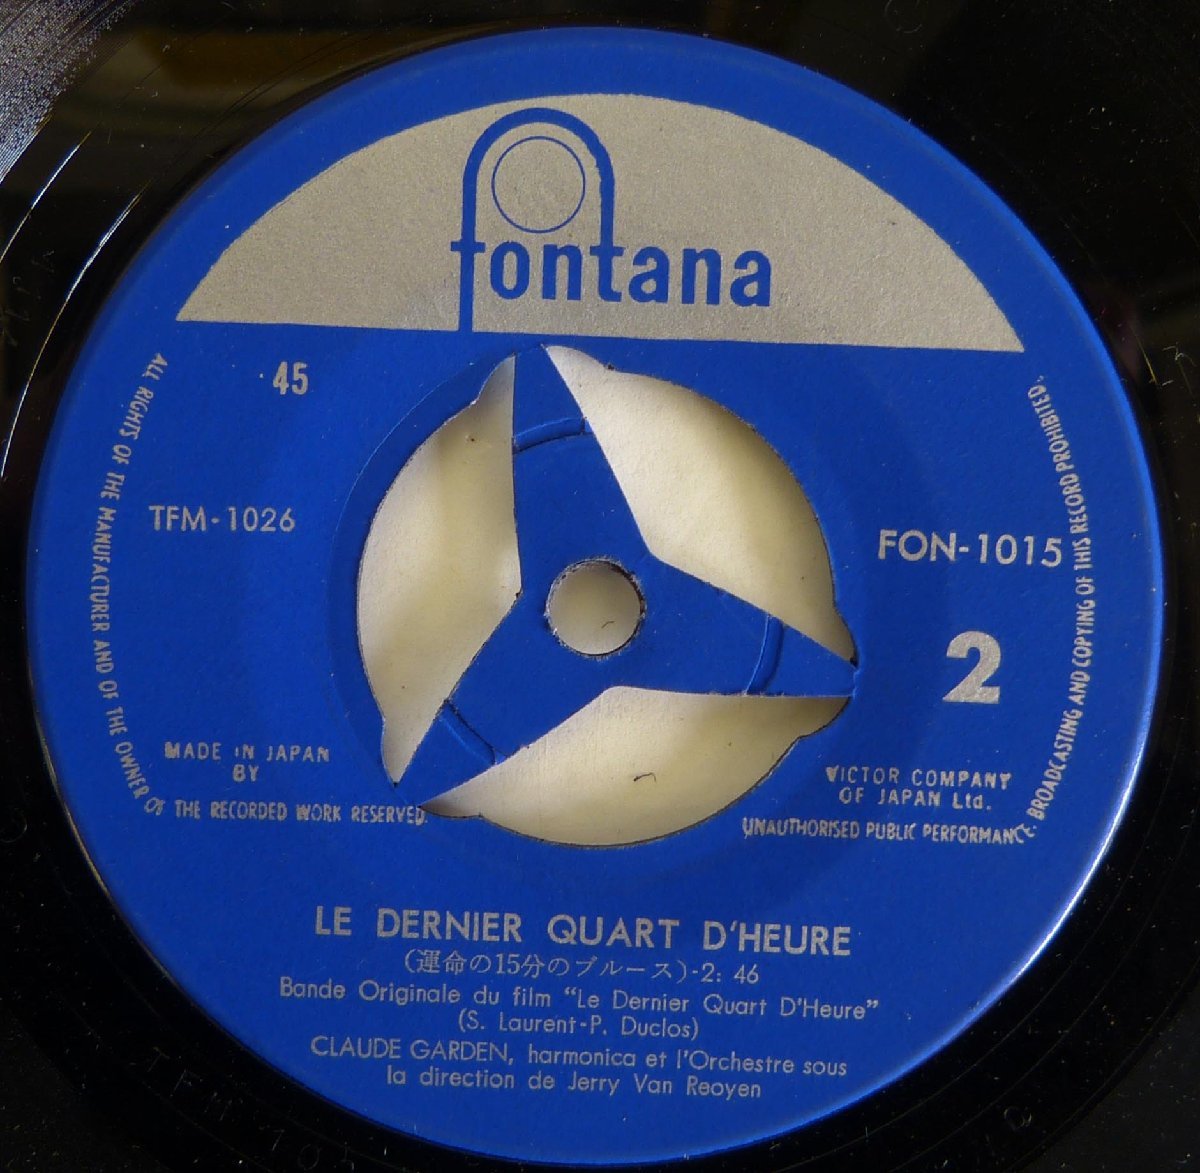 fontana
45
ALL RIGHTS OF THE MANUFACTURER AND OF THE OWNER OF THE RECORDED WORK RESERVED.
TFM-1026
FON-1015
2
MADE IN JAPAN
BY
VICTOR COMPANY
OF JAPAN Ltd.
UNAUTHORISED PUBLIC PERFORMANCE. BROADCASTING AND COPYING OF THIS RECORD PROHIBITED.
LE DERNIER QUART D'HEURE
(運命の15分のブルース)-2: 46
Bande Originale du film "Le Dernier Quart D'Heure"
(S. Laurent-P. Duclos)
CLAUDE GARDEN, harmonica et l'Orchestre sous
la direction de Jerry Van Reoyen